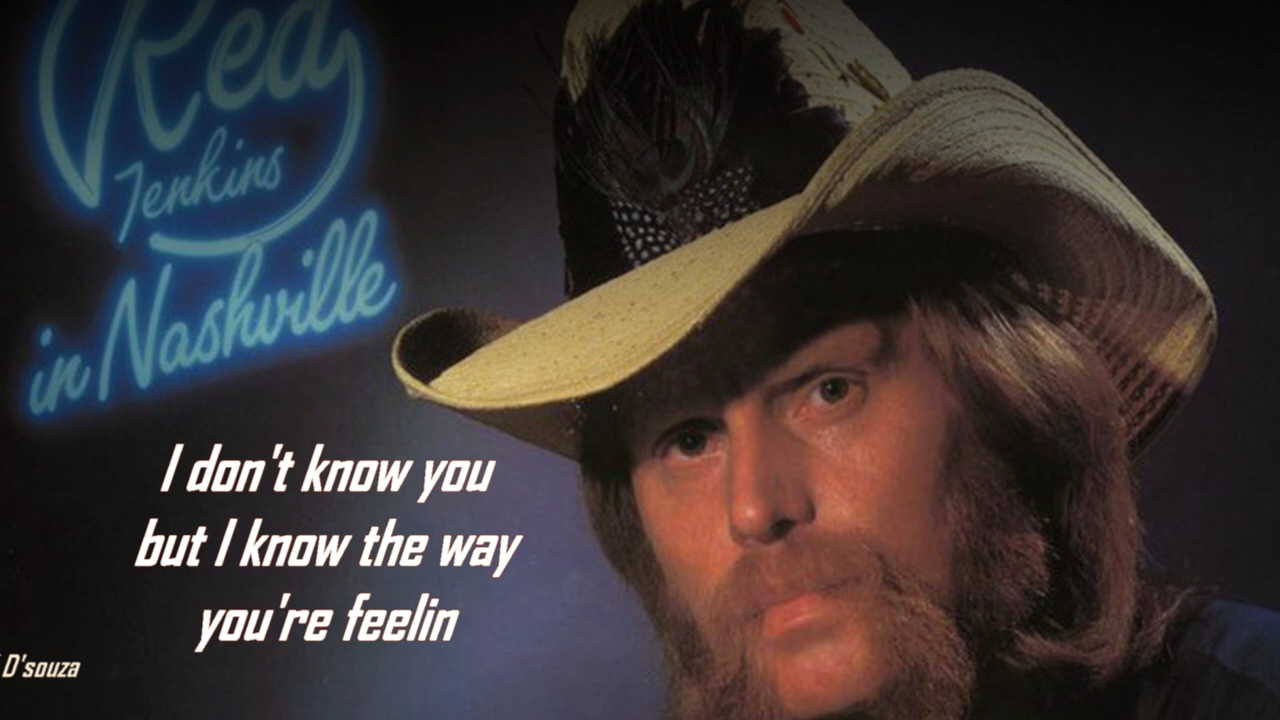 Red
Jenkins
in Nashville
I don't know you
but I know the way
you're feelin
D'souza